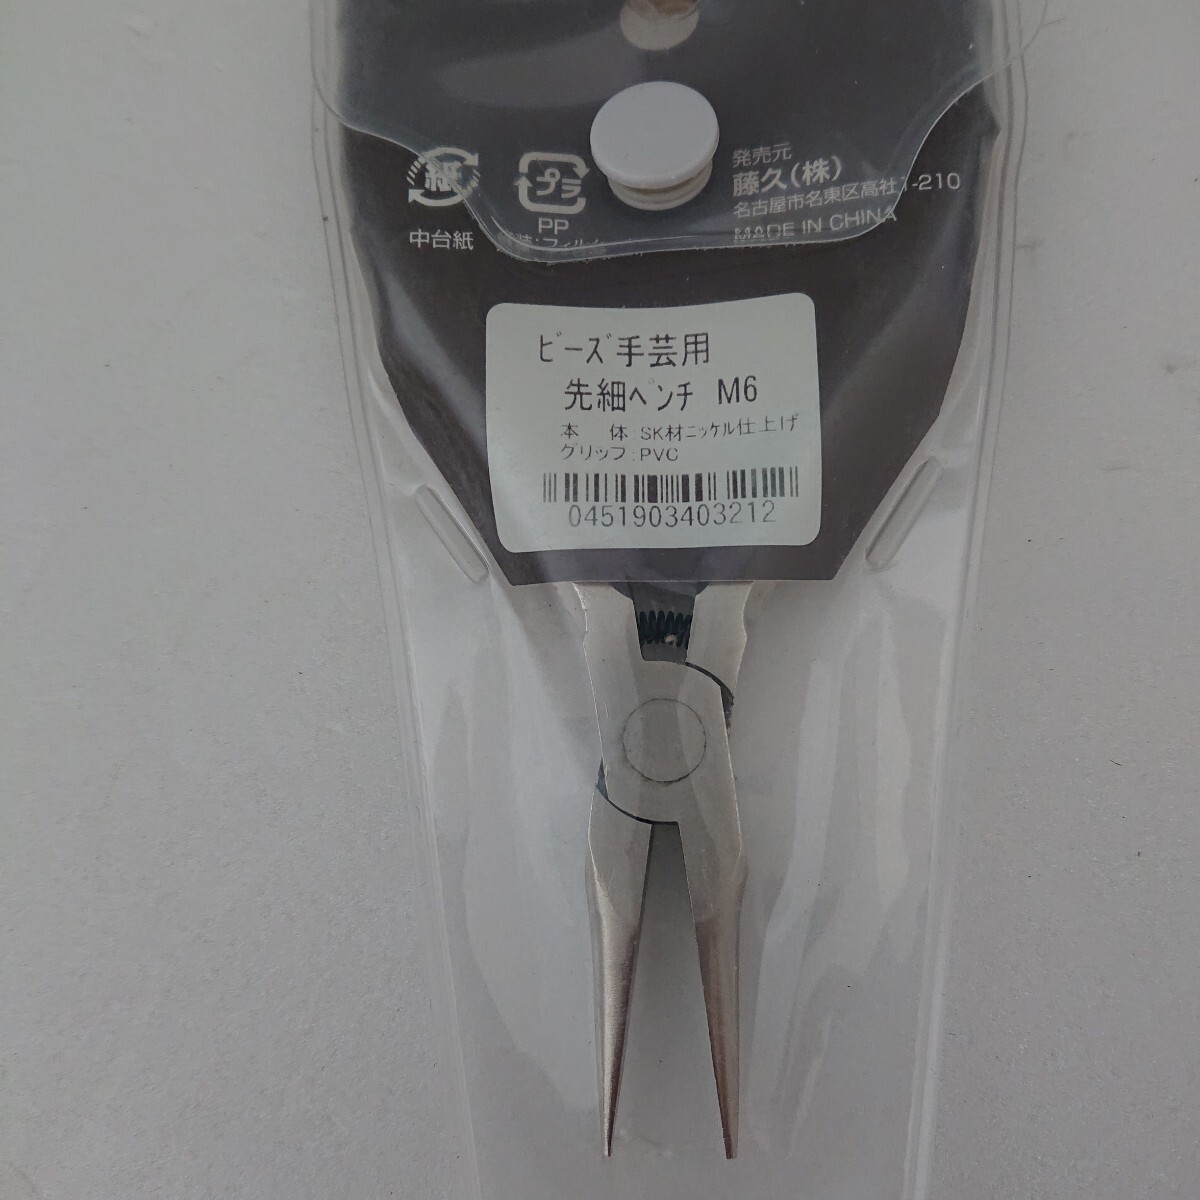 紙
中台紙
プラ
PP
発売元
藤久(株)
名古屋市名東区高社1-210
MADE IN CHINA
ビーズ手芸用
先細ペンチ M6
本 体:SK材ニッケル仕上げ
グリップ:PVC
0451903403212